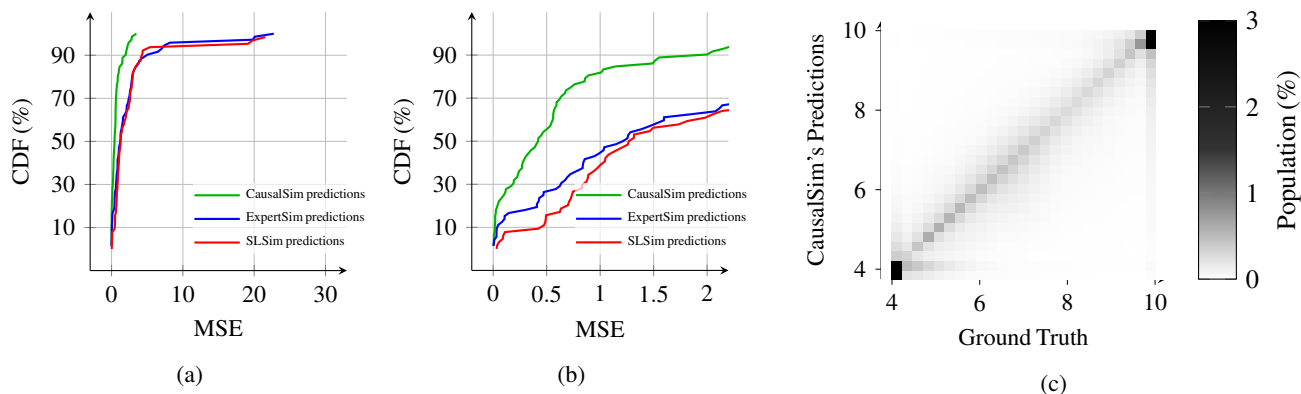 90
70
50
30
10
CDF (%)
CausalSim predictions
ExpertSim predictions
SLSim predictions
0 10 20 30
MSE
(a)
90
70
50
30
10
CDF (%)
CausalSim predictions
ExpertSim predictions
SLSim predictions
0 0.5 1 1.5 2
MSE
(b)
10
8
6
4
CausalSim's Predictions
4 6 8 10
Ground Truth
(c)
3
2
1
0
Population (%)